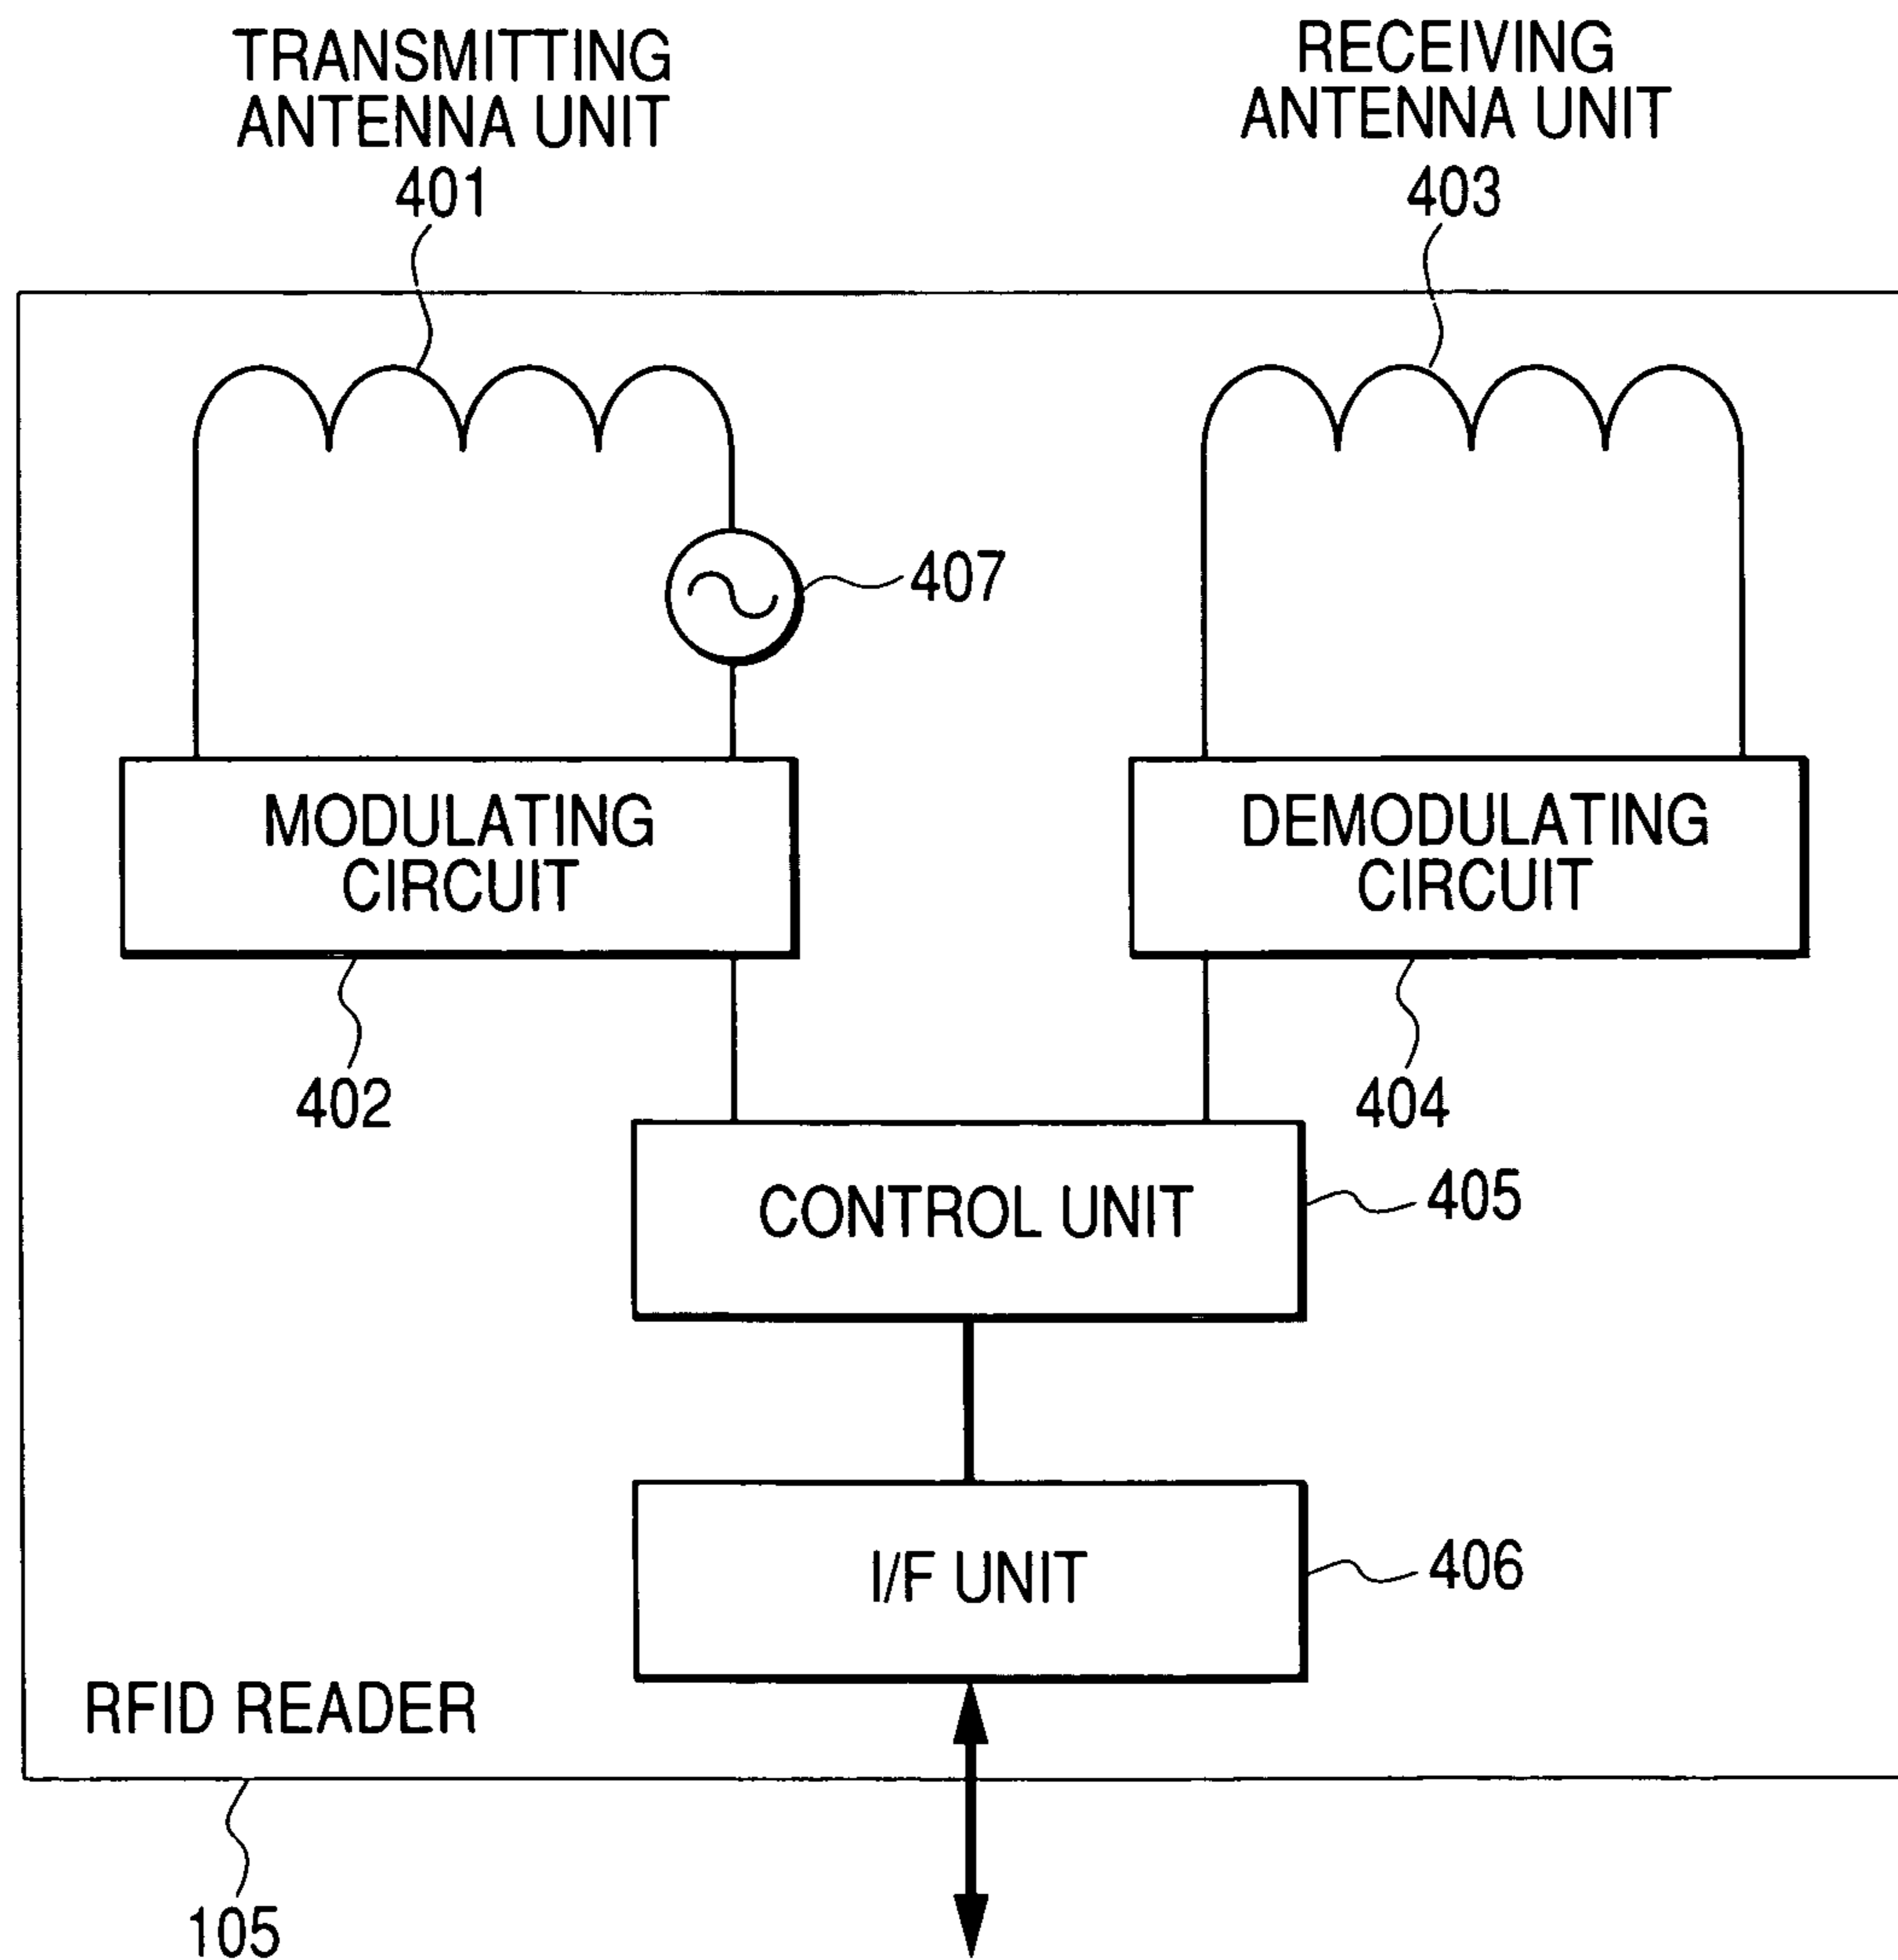 TRANSMITTING
ANTENNA UNIT
401
RECEIVING
ANTENNA UNIT
403
407
MODULATING
CIRCUIT
DEMODULATING
CIRCUIT
402
404
CONTROL UNIT
405
I/F UNIT
406
RFID READER
105